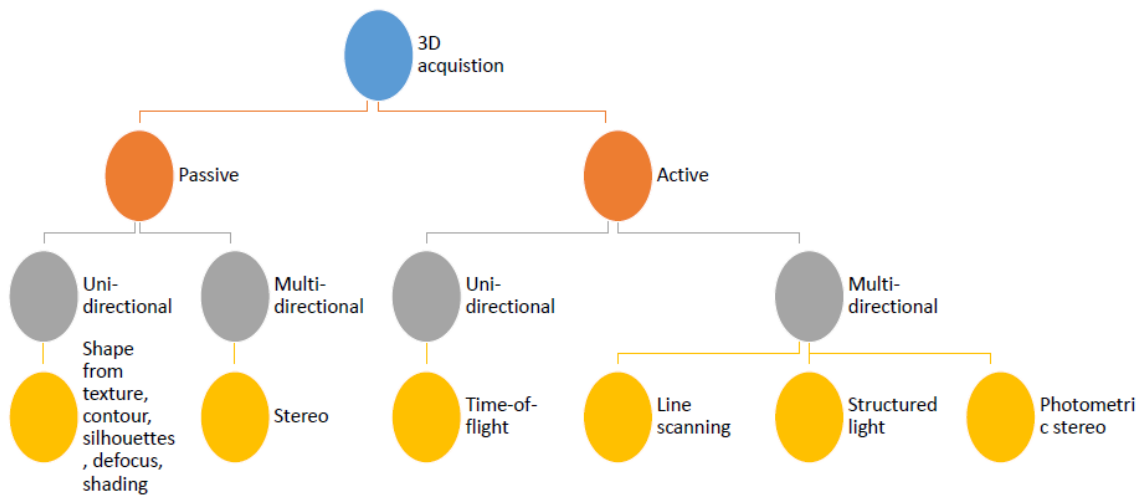 3D
acquistion
Passive
Active
Uni-
directional
Multi-
directional
Uni-
directional
Multi-
directional
Shape
from
texture,
contour,
silhouettes
, defocus,
shading
Stereo
Time-of-
flight
Line
scanning
Structured
light
Photometri
c stereo